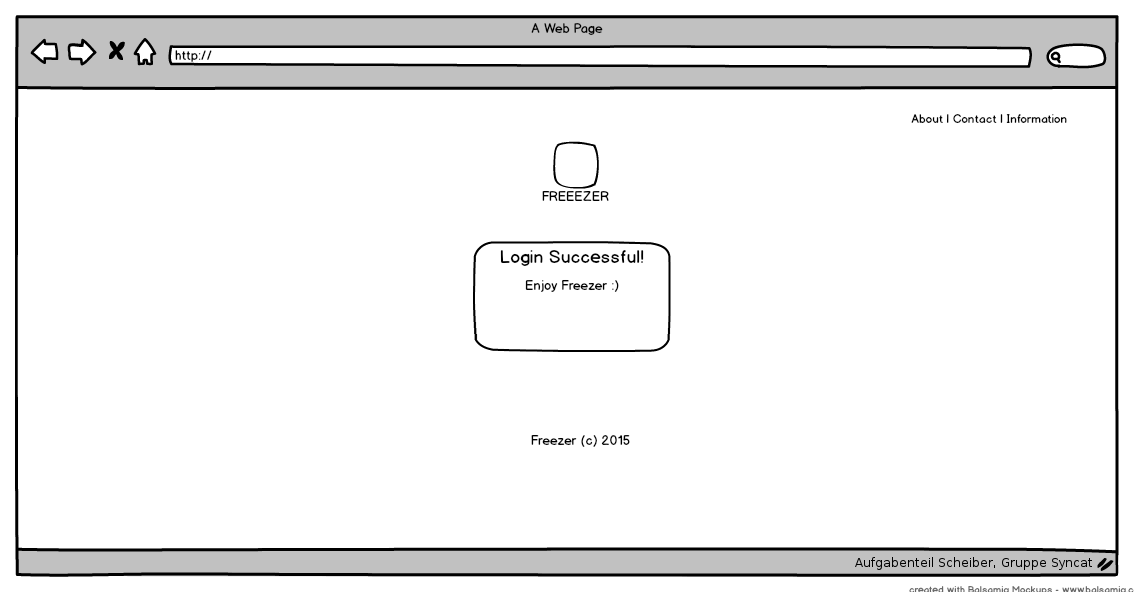 A Web Page
http://
About | Contact | Information
FREEEZER
Login Successful!
Enjoy Freezer :)
Freezer (c) 2015
Aufgabenteil Scheiber, Gruppe Syncat
created with Balsamiq Mockups - www.balsamiq.c